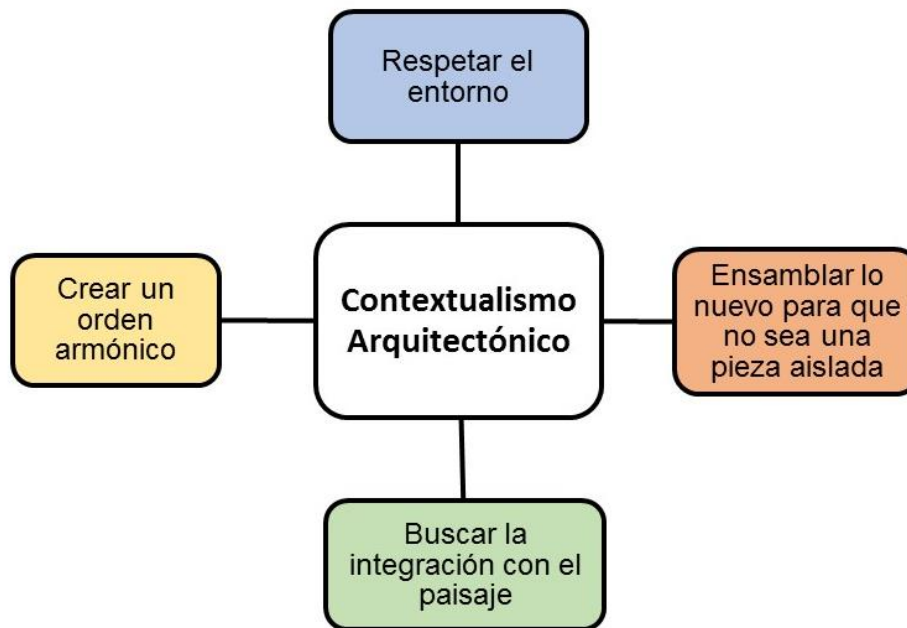 Respetar el
entorno
Crear un
orden
armónico
Contextualismo
Arquitectónico
Ensamblar lo
nuevo para que
no sea una
pieza aislada
Buscar la
integración con el
paisaje